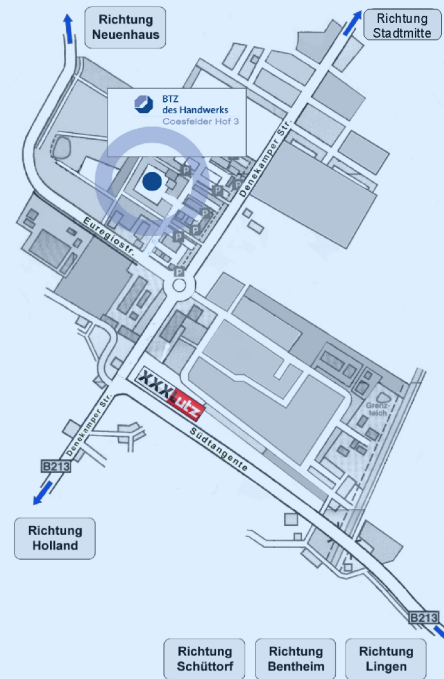 Richtung
Neuenhaus
Richtung
Stadtmitte
BTZ
des Handwerks
Coesfelder Hof 3
Denekamper Str.
P
P
P
P
P
P
Euregiostr.
XXXLutz
Grenz-
teich
Denekamper Str.
Südtangente
B213
Richtung
Holland
B213
Richtung
Schüttorf
Richtung
Bentheim
Richtung
Lingen